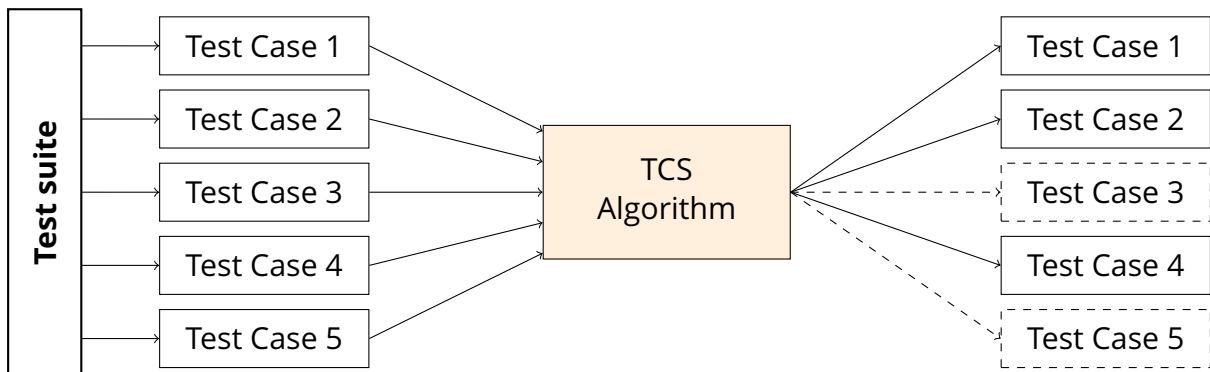 Test suite
Test Case 1
Test Case 2
Test Case 3
Test Case 4
Test Case 5
TCS
Algorithm
Test Case 1
Test Case 2
Test Case 3
Test Case 4
Test Case 5